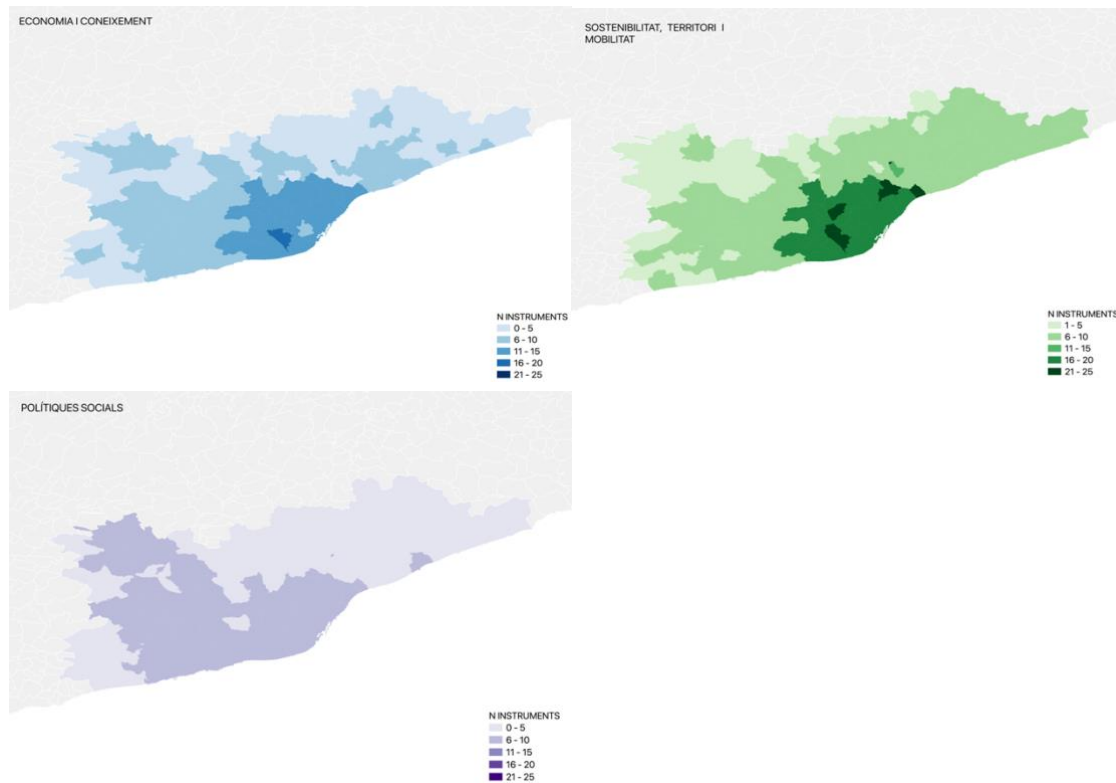 ECONOMIA I CONEIXEMENT
N INSTRUMENTS
0 - 5
6 - 10
11 - 15
16 - 20
21 - 25
SOSTENIBILITAT, TERRITORI I
MOBILITAT
N INSTRUMENTS
1 - 5
6 - 10
11 - 15
16 - 20
21 - 25
POLÍTIQUES SOCIALS
N INSTRUMENTS
0 - 5
6 - 10
11 - 15
16 - 20
21 - 25